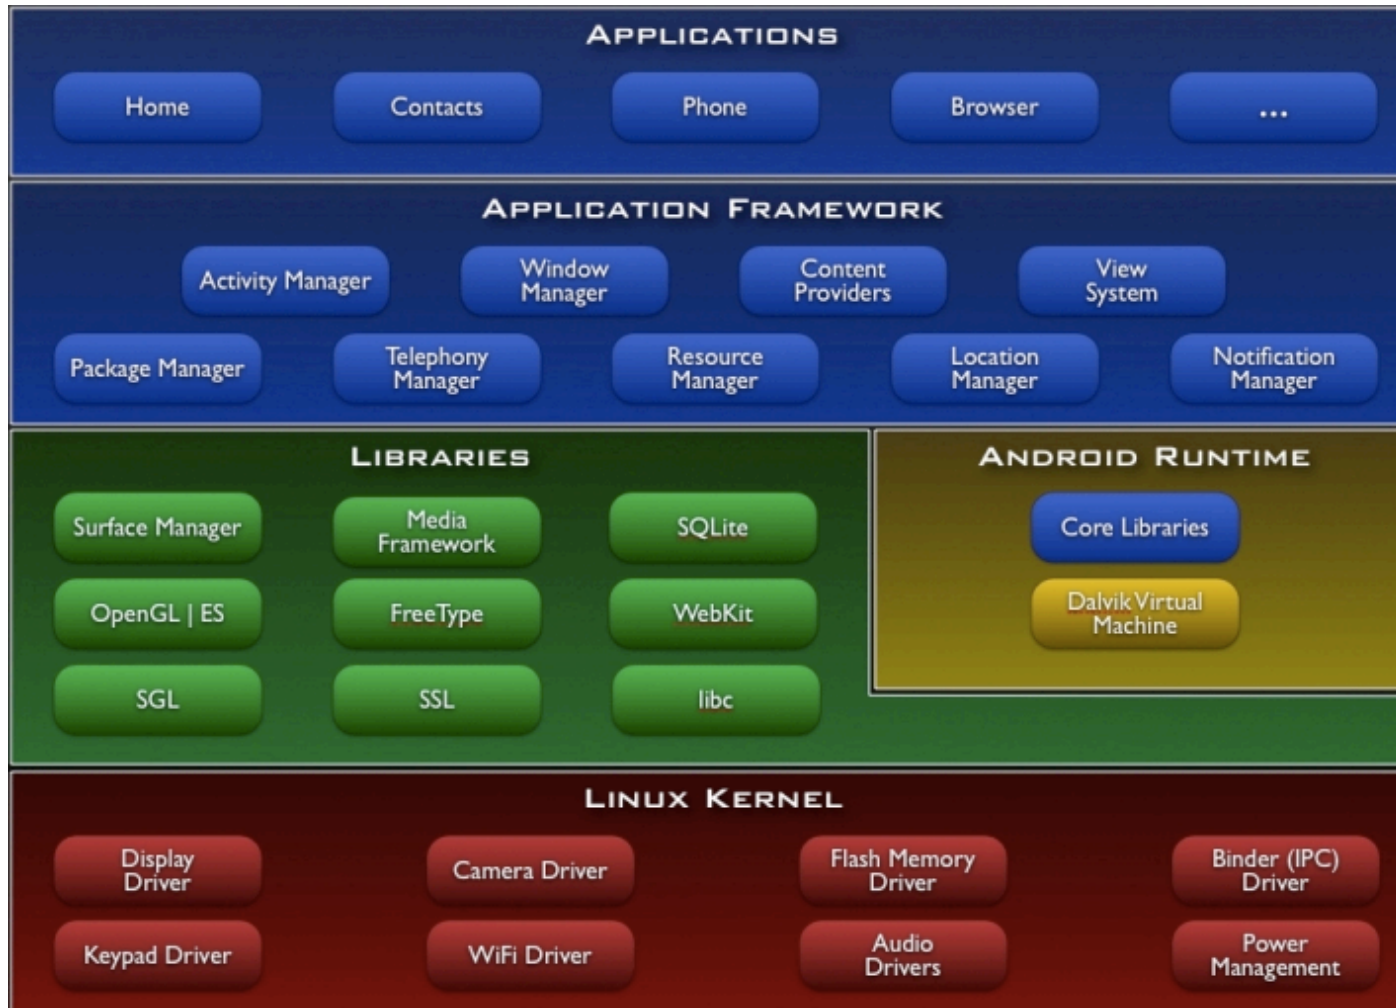 APPLICATIONS
Home
Contacts
Phone
Browser
...
APPLICATION FRAMEWORK
Activity Manager
Window
Manager
Content
Providers
View
System
Package Manager
Telephony
Manager
Resource
Manager
Location
Manager
Notification
Manager
LIBRARIES
Surface Manager
Media
Framework
SQLite
OpenGL | ES
FreeType
WebKit
SGL
SSL
libc
ANDROID RUNTIME
Core Libraries
Dalvik Virtual
Machine
LINUX KERNEL
Display
Driver
Camera Driver
Flash Memory
Driver
Binder (IPC)
Driver
Keypad Driver
WiFi Driver
Audio
Drivers
Power
Management